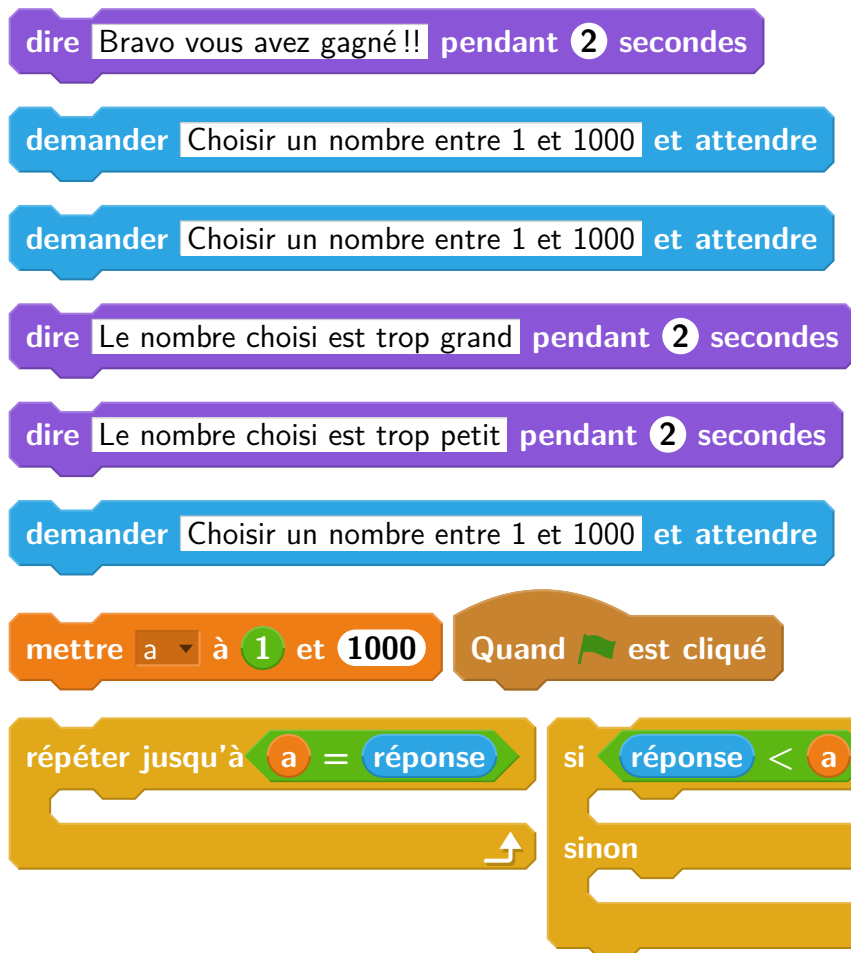 dire Bravo vous avez gagné !! pendant 2 secondes
demander Choisir un nombre entre 1 et 1000 et attendre
demander Choisir un nombre entre 1 et 1000 et attendre
dire Le nombre choisi est trop grand pendant 2 secondes
dire Le nombre choisi est trop petit pendant 2 secondes
demander Choisir un nombre entre 1 et 1000 et attendre
mettre a à 1 et 1000
Quand est cliqué
répéter jusqu'à a = réponse
si réponse < a
sinon